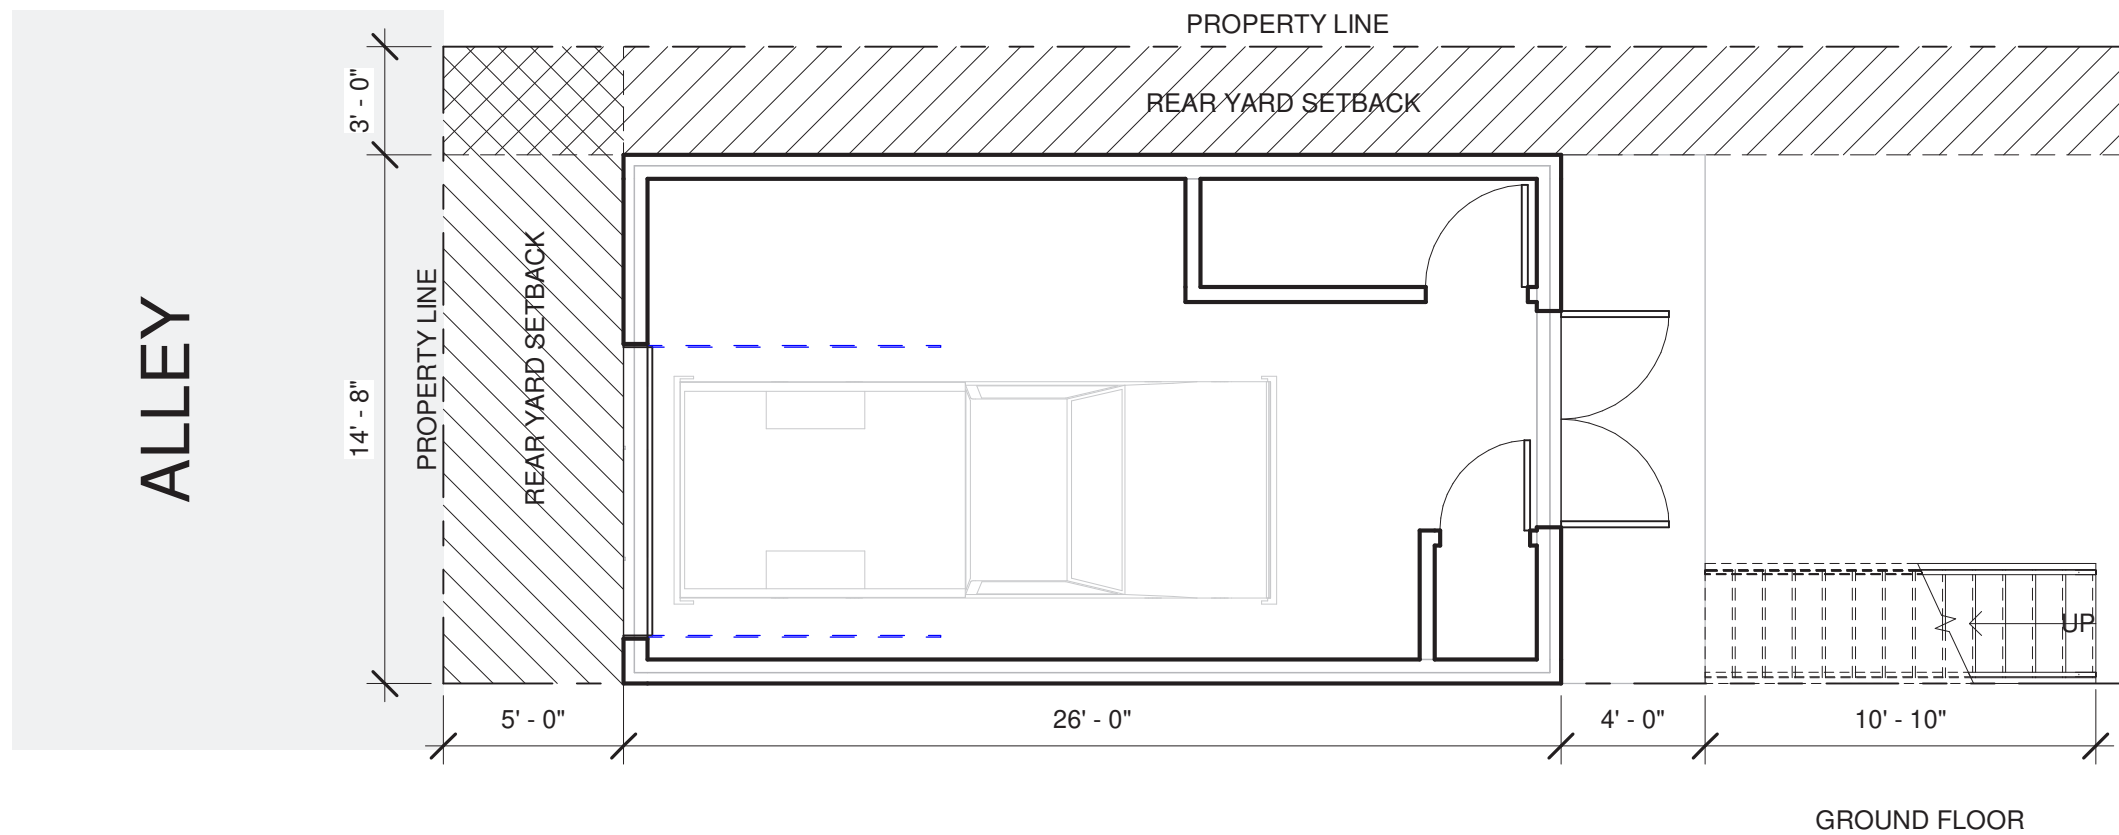 PROPERTY LINE
REAR YARD SETBACK
3' - 0"
14' - 8"
ALLEY
PROPERTY LINE
REAR YARD SETBACK
UP
5' - 0"
26' - 0"
4' - 0"
10' - 10"
GROUND FLOOR